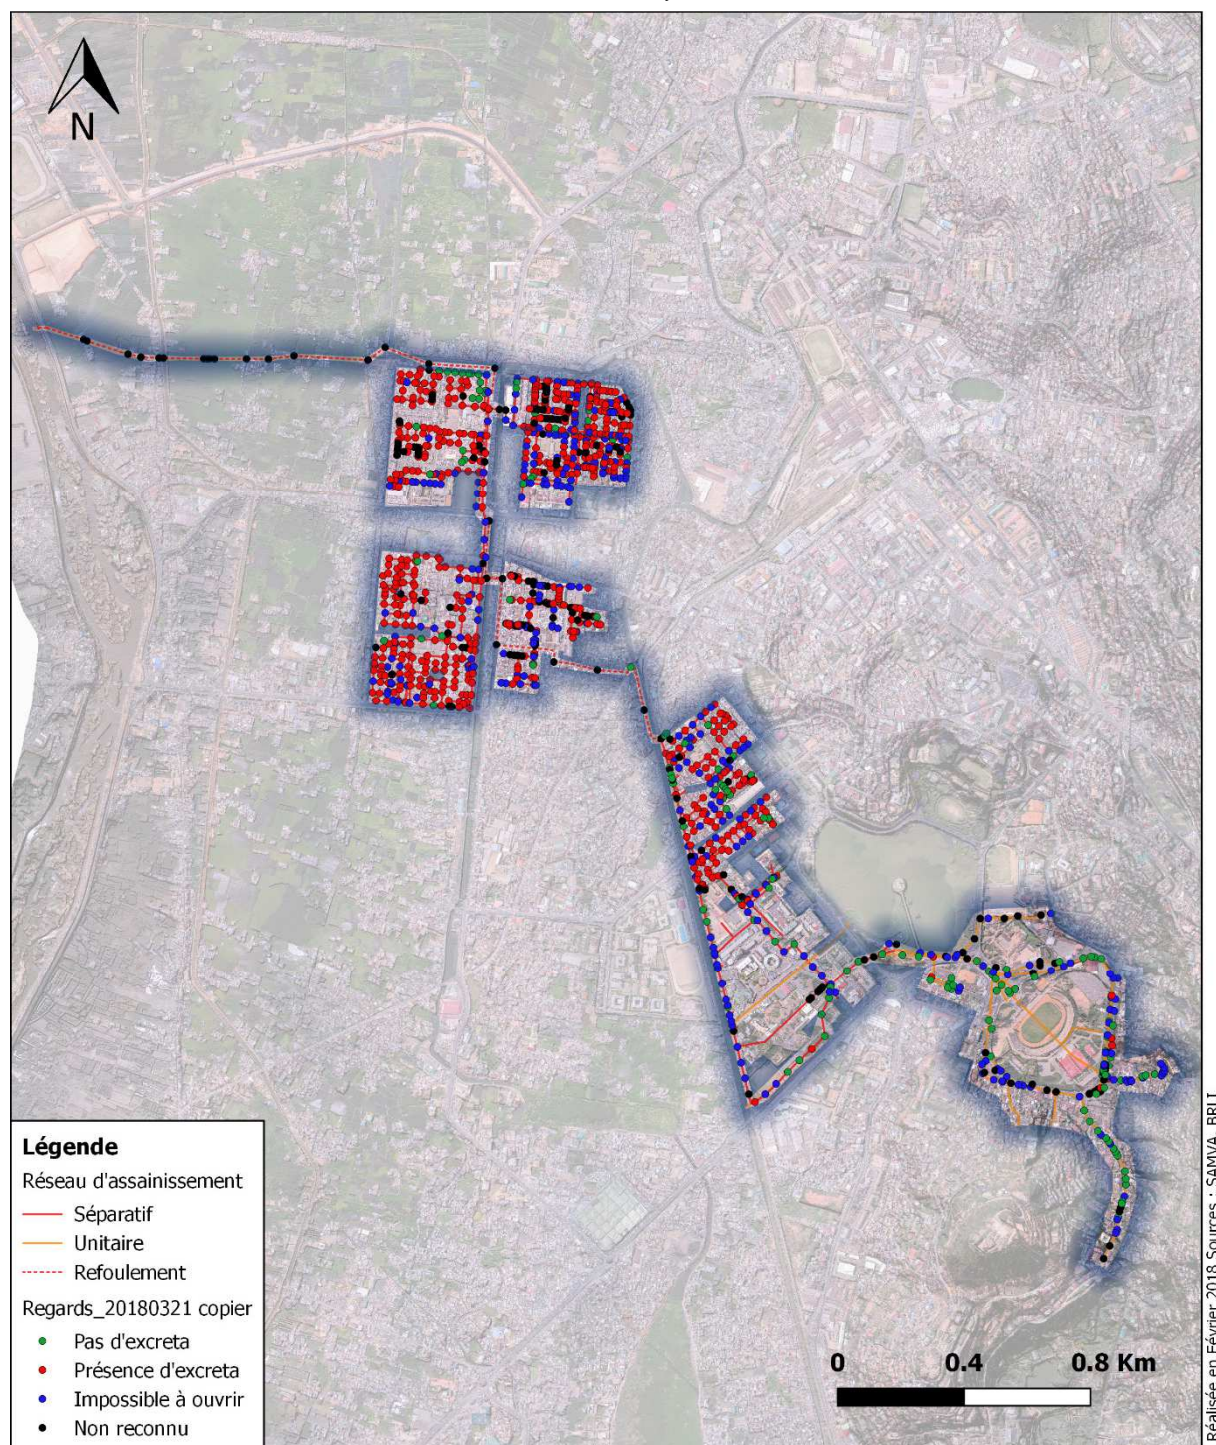 N
Légende
Réseau d'assainissement
Séparatif
Unitaire
Refoulement
Regards_20180321 copier
Pas d'excreta
Présence d'excreta
Impossible à ouvrir
Non reconnu
0 0.4 0.8 Km
Réalisée en Février 2018 Sources : SAMVA, BRLI